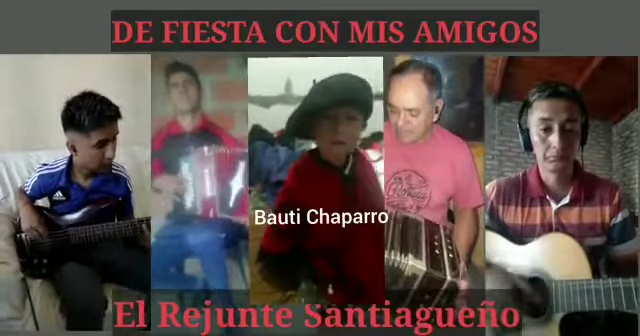 DE FIESTA CON MIS AMIGOS
Bauti Chaparro
El Rejunte Santiagueño